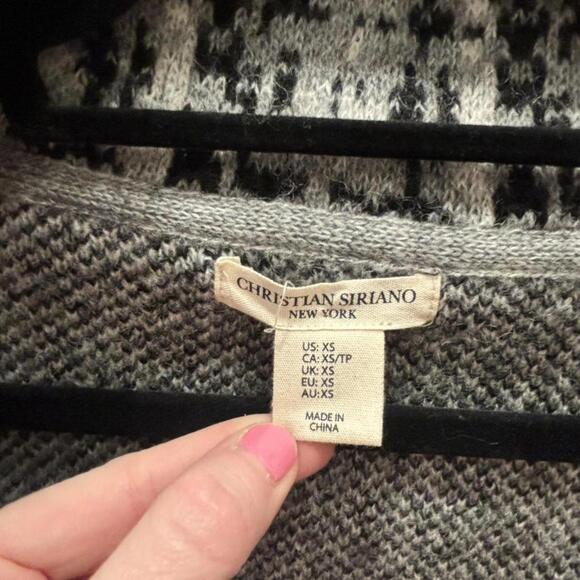 CHRISTIAN SIRIANO
NEW YORK
US: XS
CA: XS/TP
UK: XS
EU: XS
AU: XS
MADE IN
CHINA